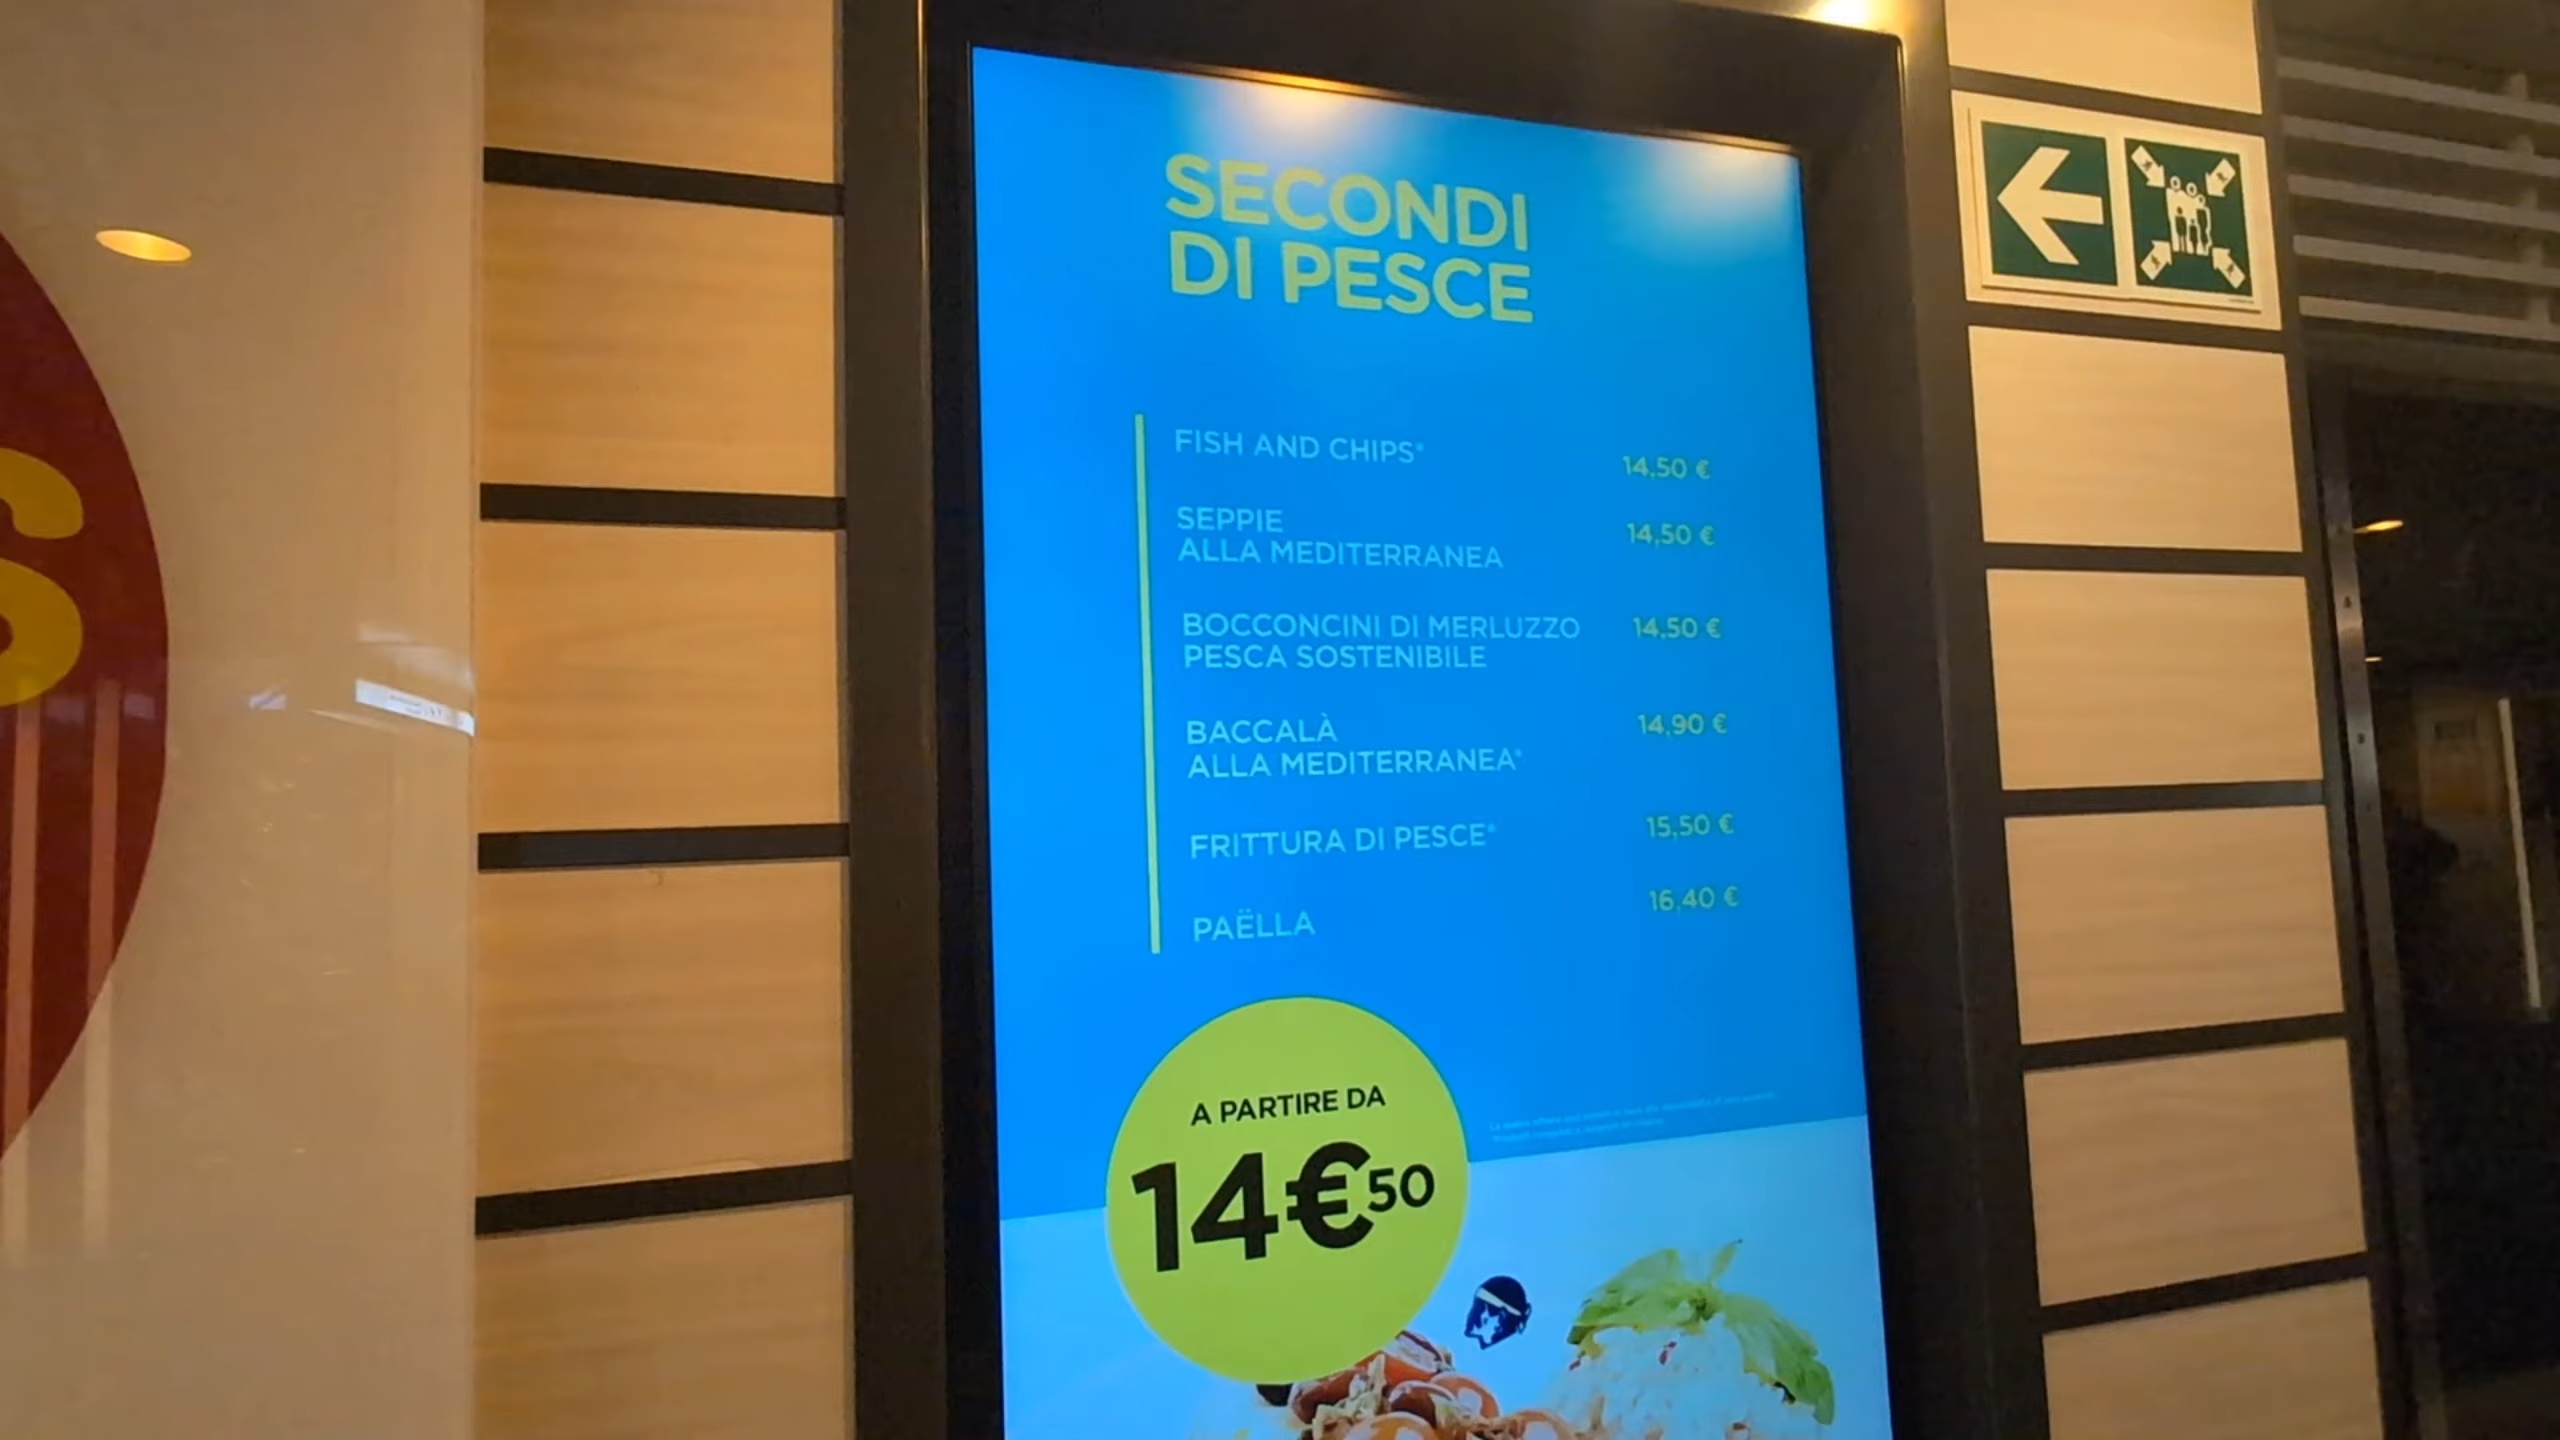 S
SECONDI
DI PESCE
FISH AND CHIPS* 14,50 €
SEPPIE 14,50 €
ALLA MEDITERRANEA
BOCCONCINI DI MERLUZZO 14,50 €
PESCA SOSTENIBILE
BACCALÀ 14,90 €
ALLA MEDITERRANEA*
FRITTURA DI PESCE* 15,50 €
PAËLLA 16,40 €
A PARTIRE DA
14€50